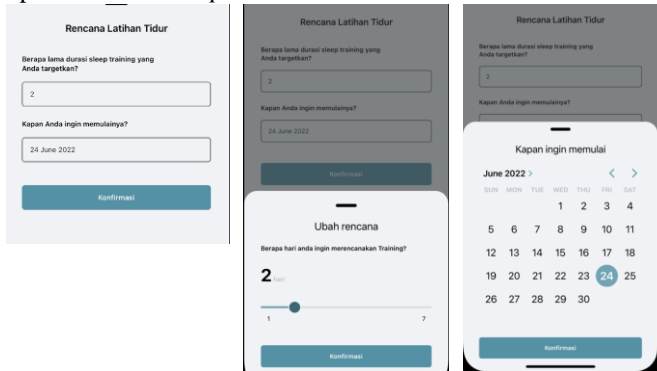 Rencana Latihan Tidur
Berapa lama durasi sleep training yang
Anda targetkan?
2
Kapan Anda ingin memulainya?
24 June 2022
Konfirmasi
Rencana Latihan Tidur
Berapa lama durasi sleep training yang
Anda targetkan?
2
Kapan Anda ingin memulainya?
24 June 2022
Konfirmasi
Ubah rencana
Berapa hari anda ingin merencanakan Training?
2 hari
1 7
Konfirmasi
Rencana Latihan Tidur
Berapa lama durasi sleep training yang
Anda targetkan?
2
Kapan Anda ingin memulainya?
Kapan ingin memulai
June 2022 >
< >
SUN MON TUE WED THU FRI SAT
1 2 3 4
5 6 7 8 9 10 11
12 13 14 15 16 17 18
19 20 21 22 23 24 25
26 27 28 29 30
Konfirmasi